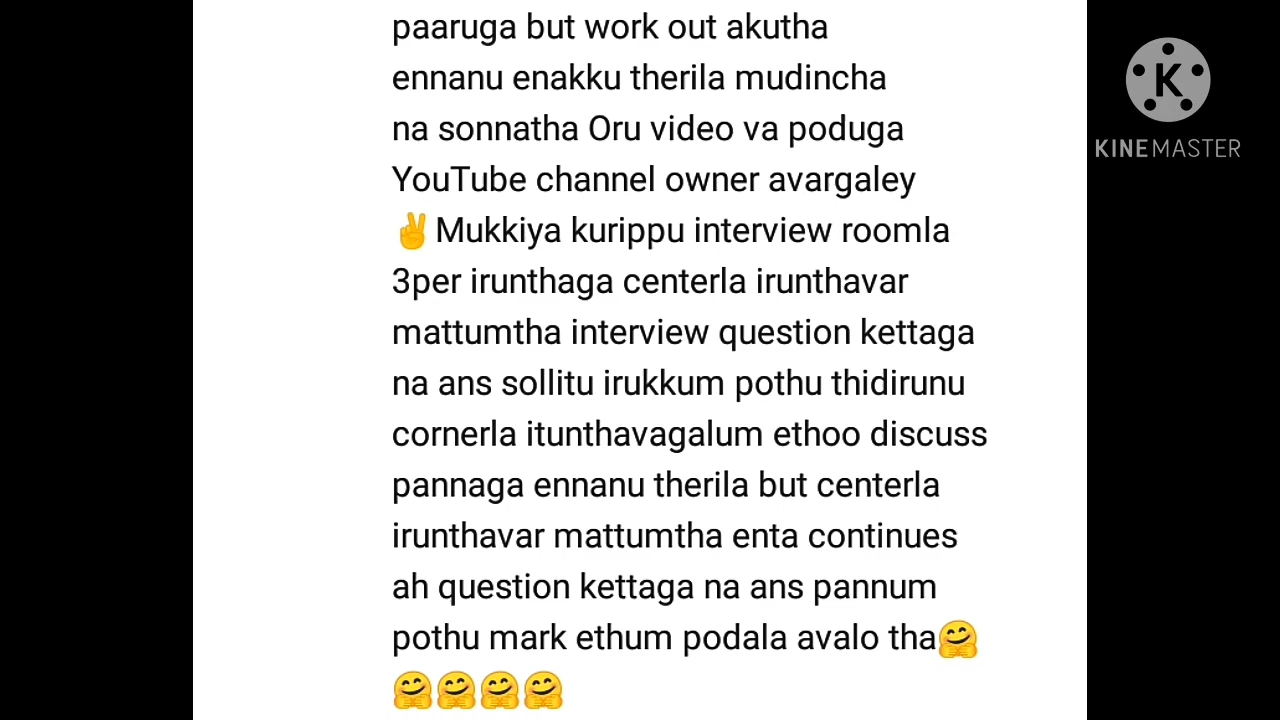 paaruga but work out akutha
ennanu enakku therila mudincha
na sonnatha Oru video va poduga
YouTube channel owner avargaley
✌Mukkiya kurippu interview roomla
3per irunthaga centerla irunthavar
mattumtha interview question kettaga
na ans sollitu irukkum pothu thidirunu
cornerla itunthavagalum ethoo discuss
pannaga ennanu therila but centerla
irunthavar mattumtha enta continues
ah question kettaga na ans pannum
pothu mark ethum podala avalo tha🤗
🤗🤗🤗🤗
K
KINEMASTER